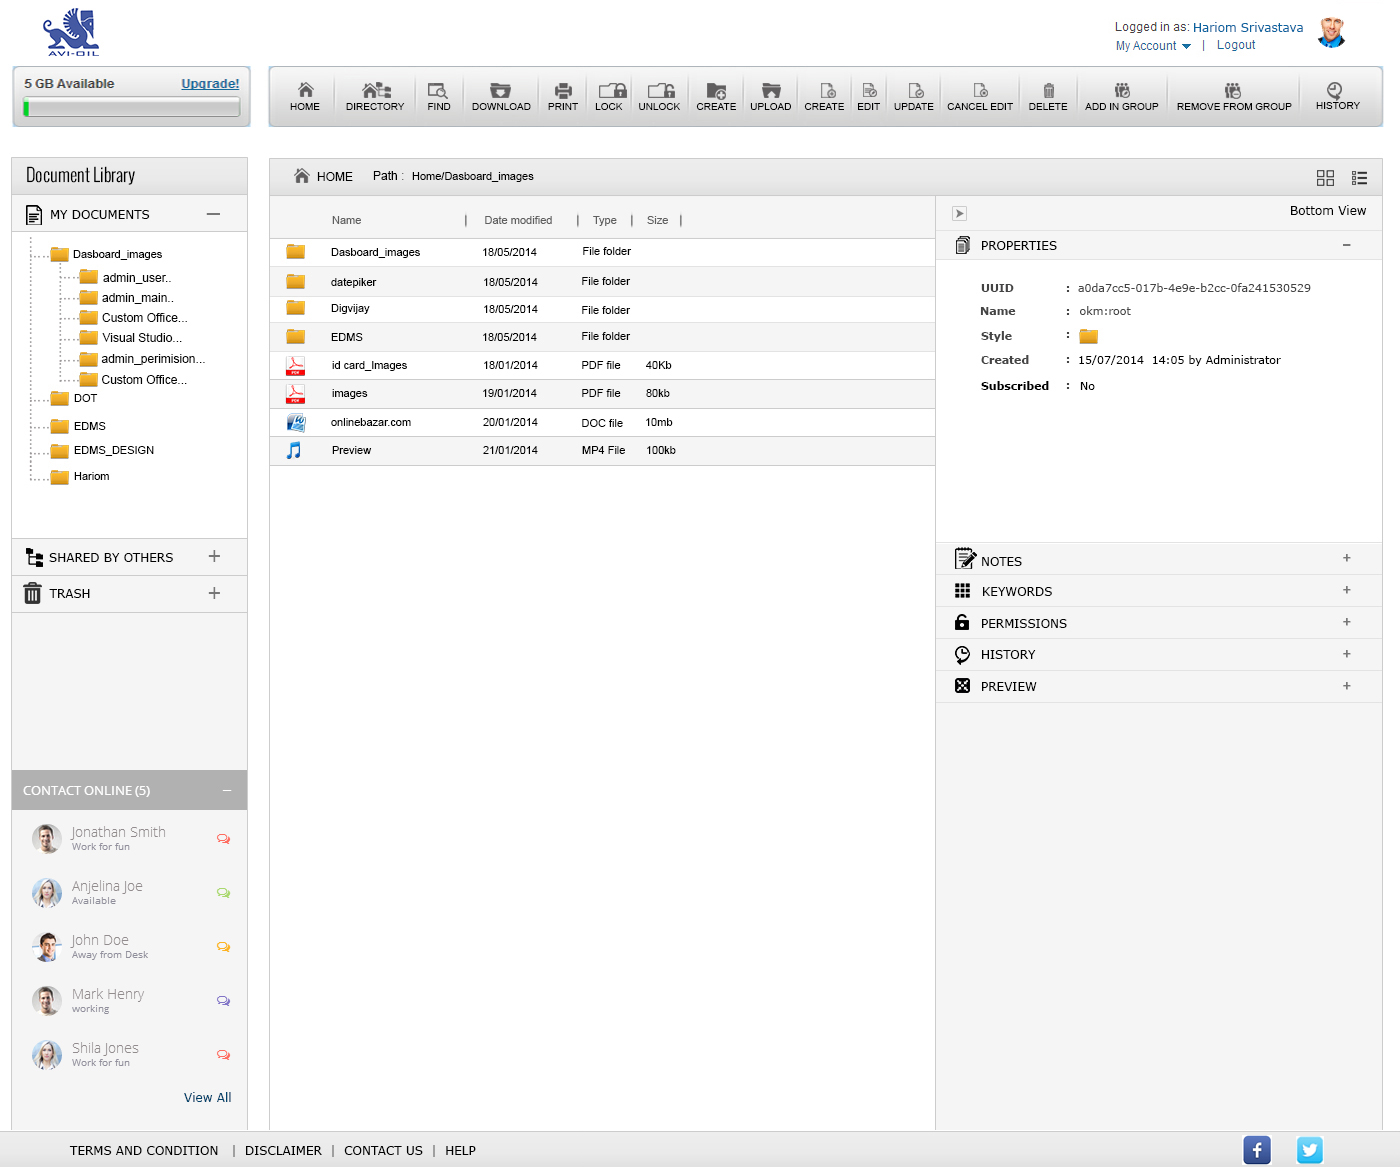 AVI-OIL
Logged in as: Hariom Srivastava
My Account | Logout
5 GB Available Upgrade!
HOME DIRECTORY FIND DOWNLOAD PRINT LOCK UNLOCK CREATE UPLOAD CREATE EDIT UPDATE CANCEL EDIT DELETE ADD IN GROUP REMOVE FROM GROUP HISTORY
Document Library
MY DOCUMENTS
Dasboard_images
admin_user..
admin_main..
Custom Office...
Visual Studio...
admin_perimision...
Custom Office...
DOT
EDMS
EDMS_DESIGN
Hariom
SHARED BY OTHERS
TRASH
CONTACT ONLINE (5)
Jonathan Smith
Work for fun
Anjelina Joe
Available
John Doe
Away from Desk
Mark Henry
working
Shila Jones
Work for fun
View All
HOME Path : Home/Dasboard_images
Name | Date modified | Type | Size |
Dasboard_images 18/05/2014 File folder
datepiker 18/05/2014 File folder
Digvijay 18/05/2014 File folder
EDMS 18/05/2014 File folder
PDF id card_Images 18/01/2014 PDF file 40Kb
PDF images 19/01/2014 PDF file 80kb
onlinebazar.com 20/01/2014 DOC file 10mb
Preview 21/01/2014 MP4 File 100kb
Bottom View
PROPERTIES
UUID : a0da7cc5-017b-4e9e-b2cc-0fa241530529
Name : okm:root
Style :
Created : 15/07/2014 14:05 by Administrator
Subscribed : No
NOTES
KEYWORDS
PERMISSIONS
HISTORY
PREVIEW
TERMS AND CONDITION | DISCLAIMER | CONTACT US | HELP